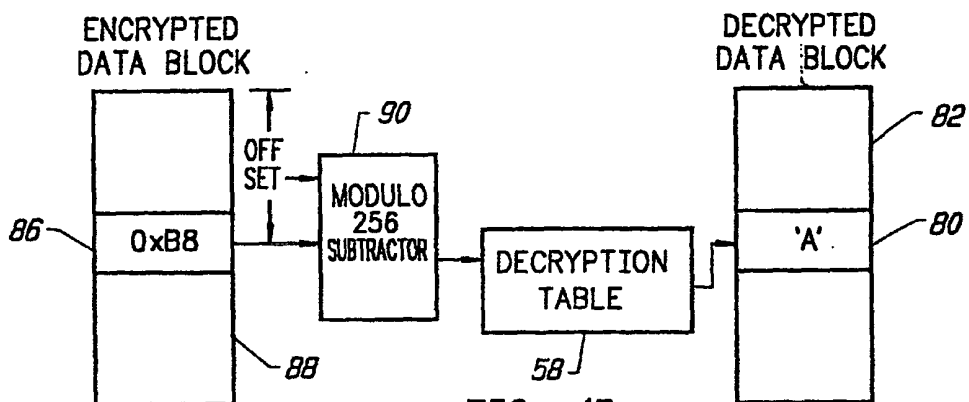 ENCRYPTED
DATA BLOCK
DECRYPTED
DATA BLOCK
OFF
SET
90
82
MODULO
256
SUBTRACTOR
86
0xB8
'A'
80
DECRYPTION
TABLE
88
58